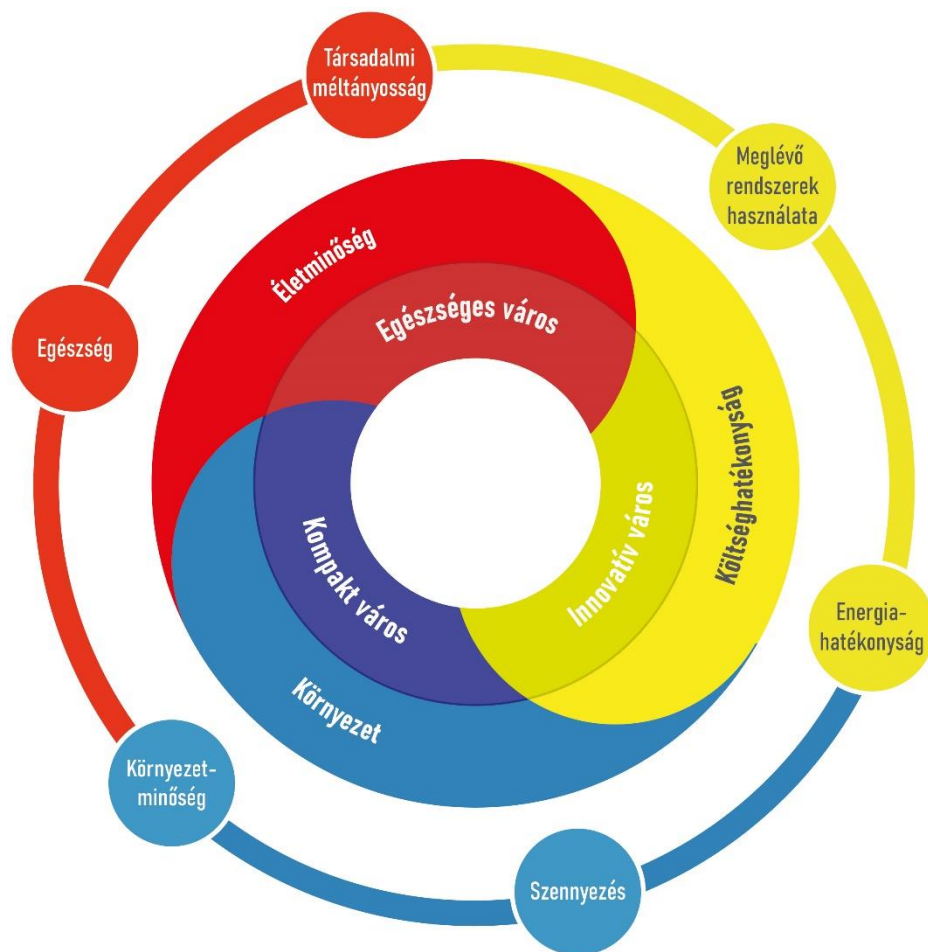 Társadalmi
méltányosság
Meglévő
rendszerek
használata
Életminőség
Egészséges város
Egészség
Költséghatékonyság
Innovatív város
Kompakt város
Energia-
hatékonyság
Környezet
Környezet-
minőség
Szennyezés